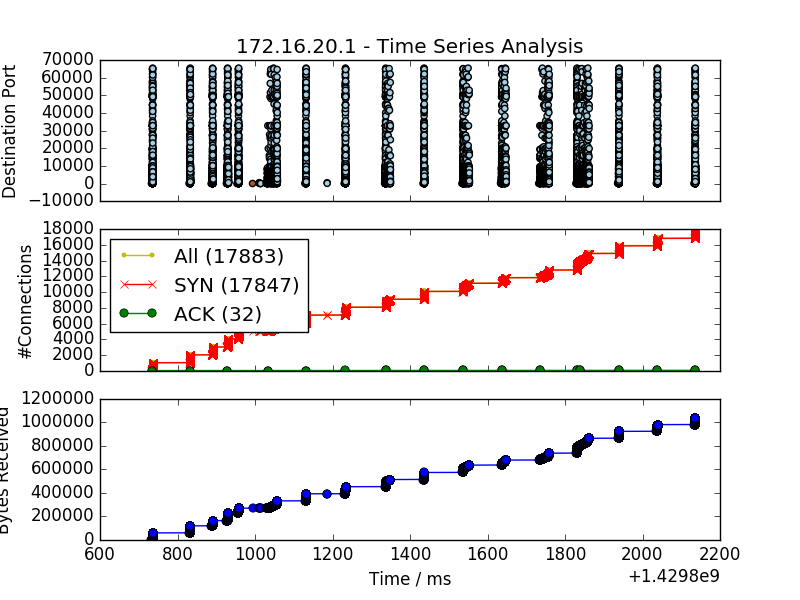 172.16.20.1 - Time Series Analysis
70000
60000
50000
40000
30000
20000
10000
0
−10000
Destination Port
18000
16000
14000
12000
10000
8000
6000
4000
2000
0
#Connections
All (17883)
SYN (17847)
ACK (32)
1200000
1000000
800000
600000
400000
200000
0
Bytes Received
600 800 1000 1200 1400 1600 1800 2000 2200
Time / ms
+1.4298e9